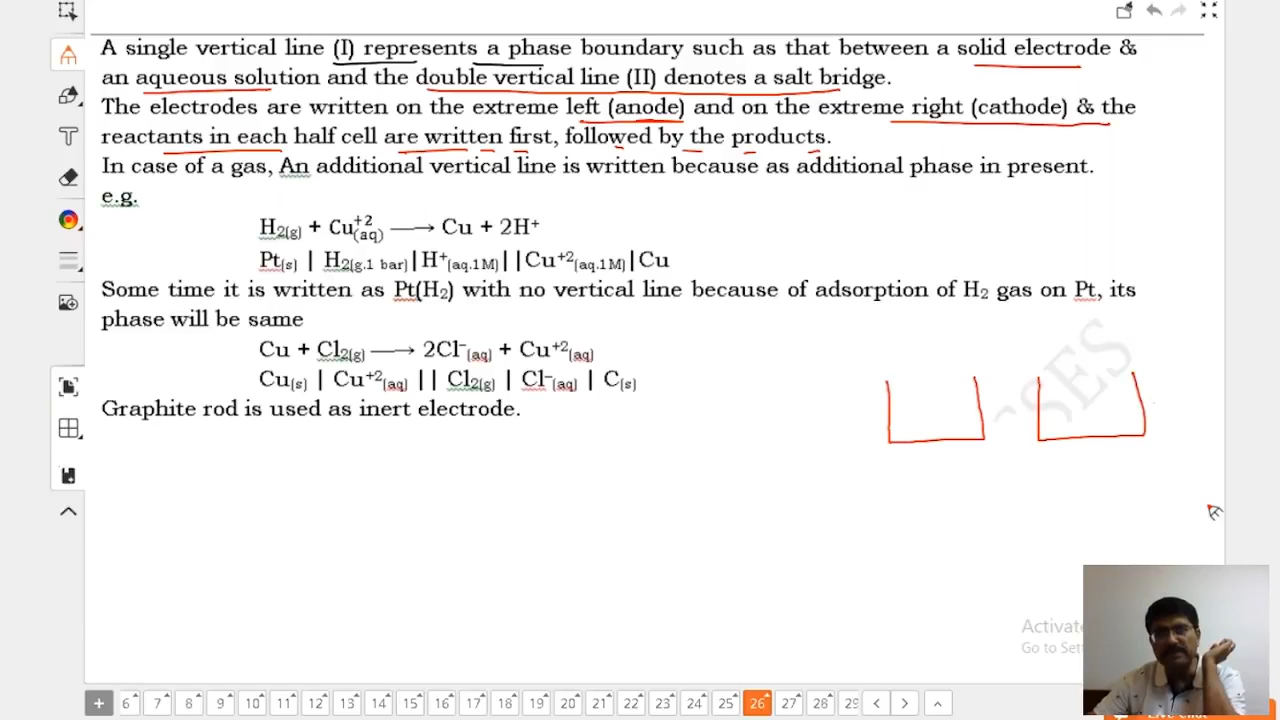 A single vertical line (I) represents a phase boundary such as that between a solid electrode &
an aqueous solution and the double vertical line (II) denotes a salt bridge.
The electrodes are written on the extreme left (anode) and on the extreme right (cathode) & the
reactants in each half cell are written first, followed by the products.
In case of a gas, An additional vertical line is written because as additional phase in present.
e.g.
H2(g) + Cu+2(aq) ⟶ Cu + 2H+
Pt(s) | H2(g.1 bar)|H+(aq.1M)||Cu+2(aq.1M)|Cu
Some time it is written as Pt(H2) with no vertical line because of adsorption of H2 gas on Pt, its
phase will be same
Cu + Cl2(g) ⟶ 2Cl−(aq) + Cu+2(aq)
Cu(s) | Cu+2(aq) || Cl2(g) | Cl−(aq) | C(s)
Graphite rod is used as inert electrode.
Activate
Go to Set
+ 6 7 8 9 10 11 12 13 14 15 16 17 18 19 20 21 22 23 24 25 26 27 28 29